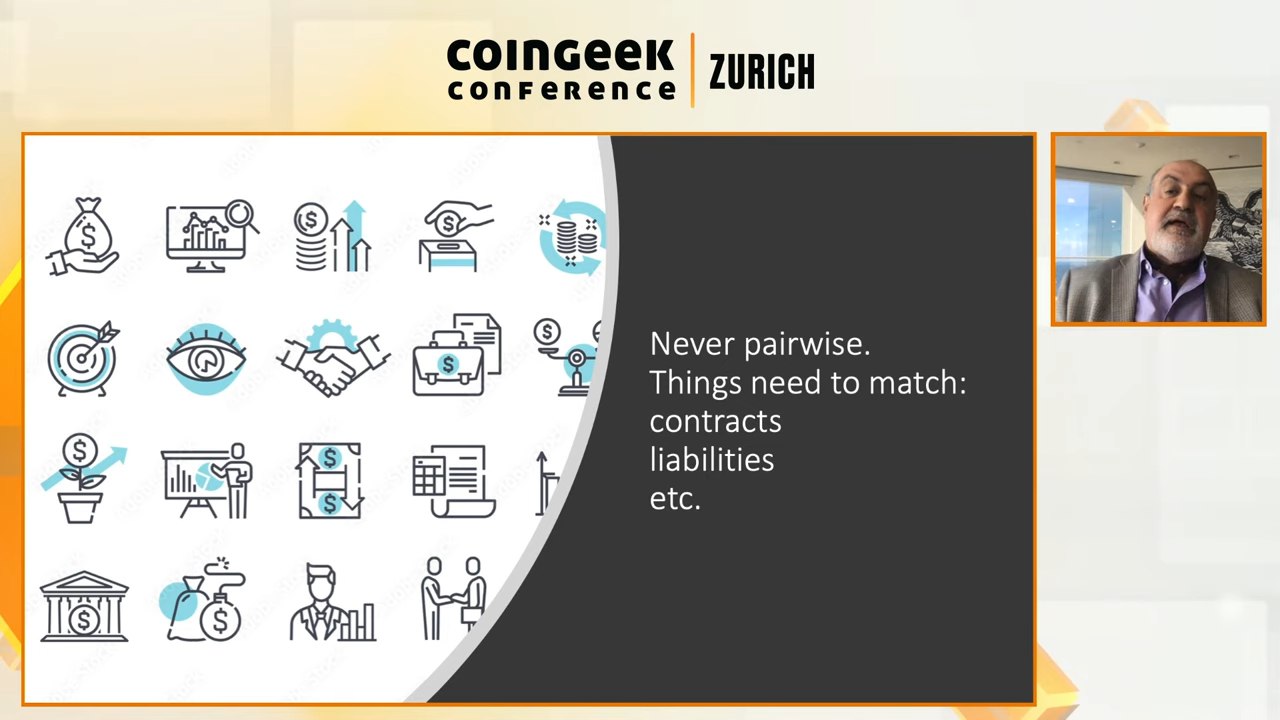 COINGEEK
CONFERENCE
ZURICH
Never pairwise.
Things need to match:
contracts
liabilities
etc.